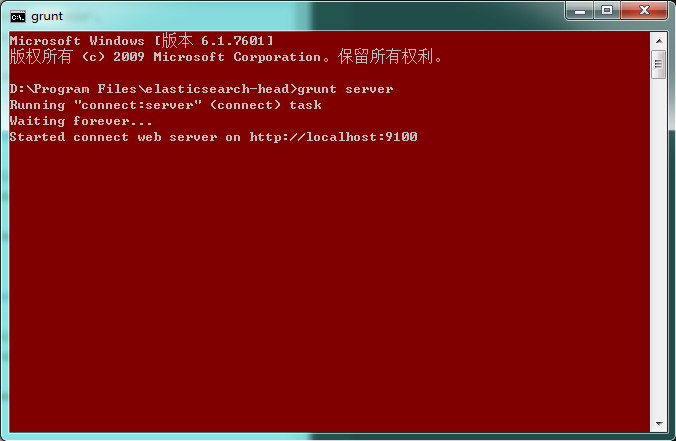 grunt
Microsoft Windows [版本 6.1.7601]
版权所有 (c) 2009 Microsoft Corporation。保留所有权利。
D:\Program Files\elasticsearch-head>grunt server
Running "connect:server" (connect) task
Waiting forever...
Started connect web server on http://localhost:9100